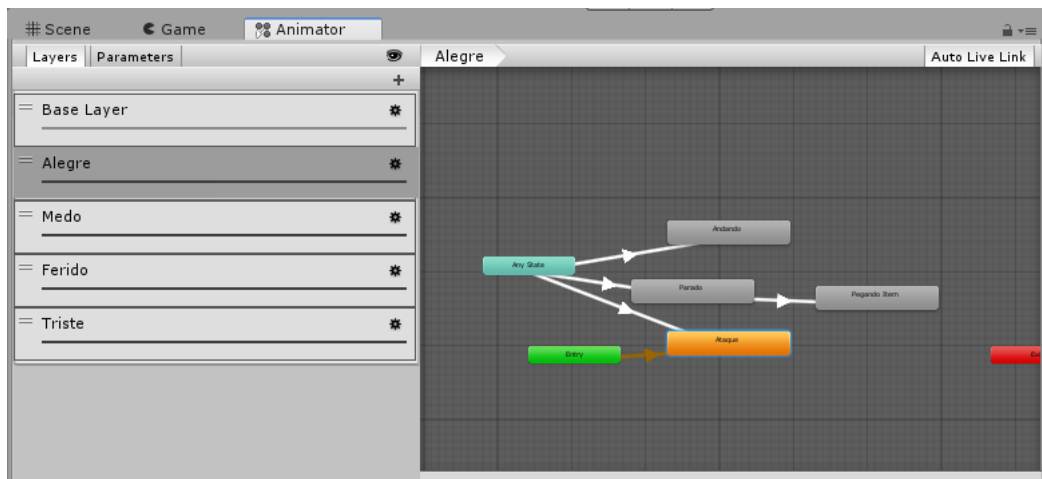 # Scene Game Animator
Layers Parameters
Alegre
Auto Live Link
Base Layer
Alegre
Medo
Ferido
Triste
Andando
Any State
Parado
Pegando Item
Ataque
Entry